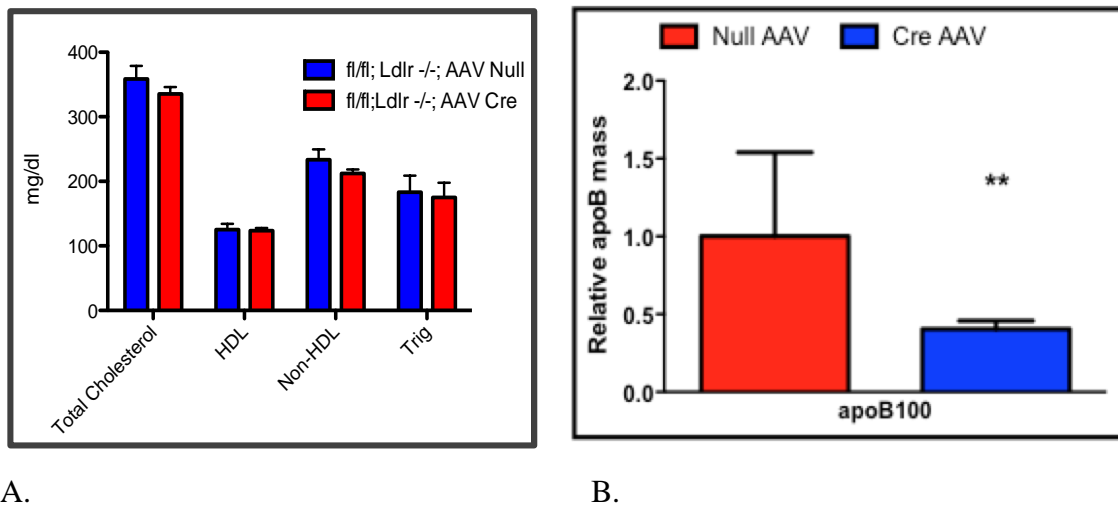 400
300
200
100
0
mg/dl
fl/fl; Ldlr -/-; AAV Null
fl/fl;Ldlr -/-; AAV Cre
Total Cholesterol
HDL
Non-HDL
Trig
A.
Null AAV
Cre AAV
2.0
1.5
1.0
0.5
0.0
Relative apoB mass
**
apoB100
B.